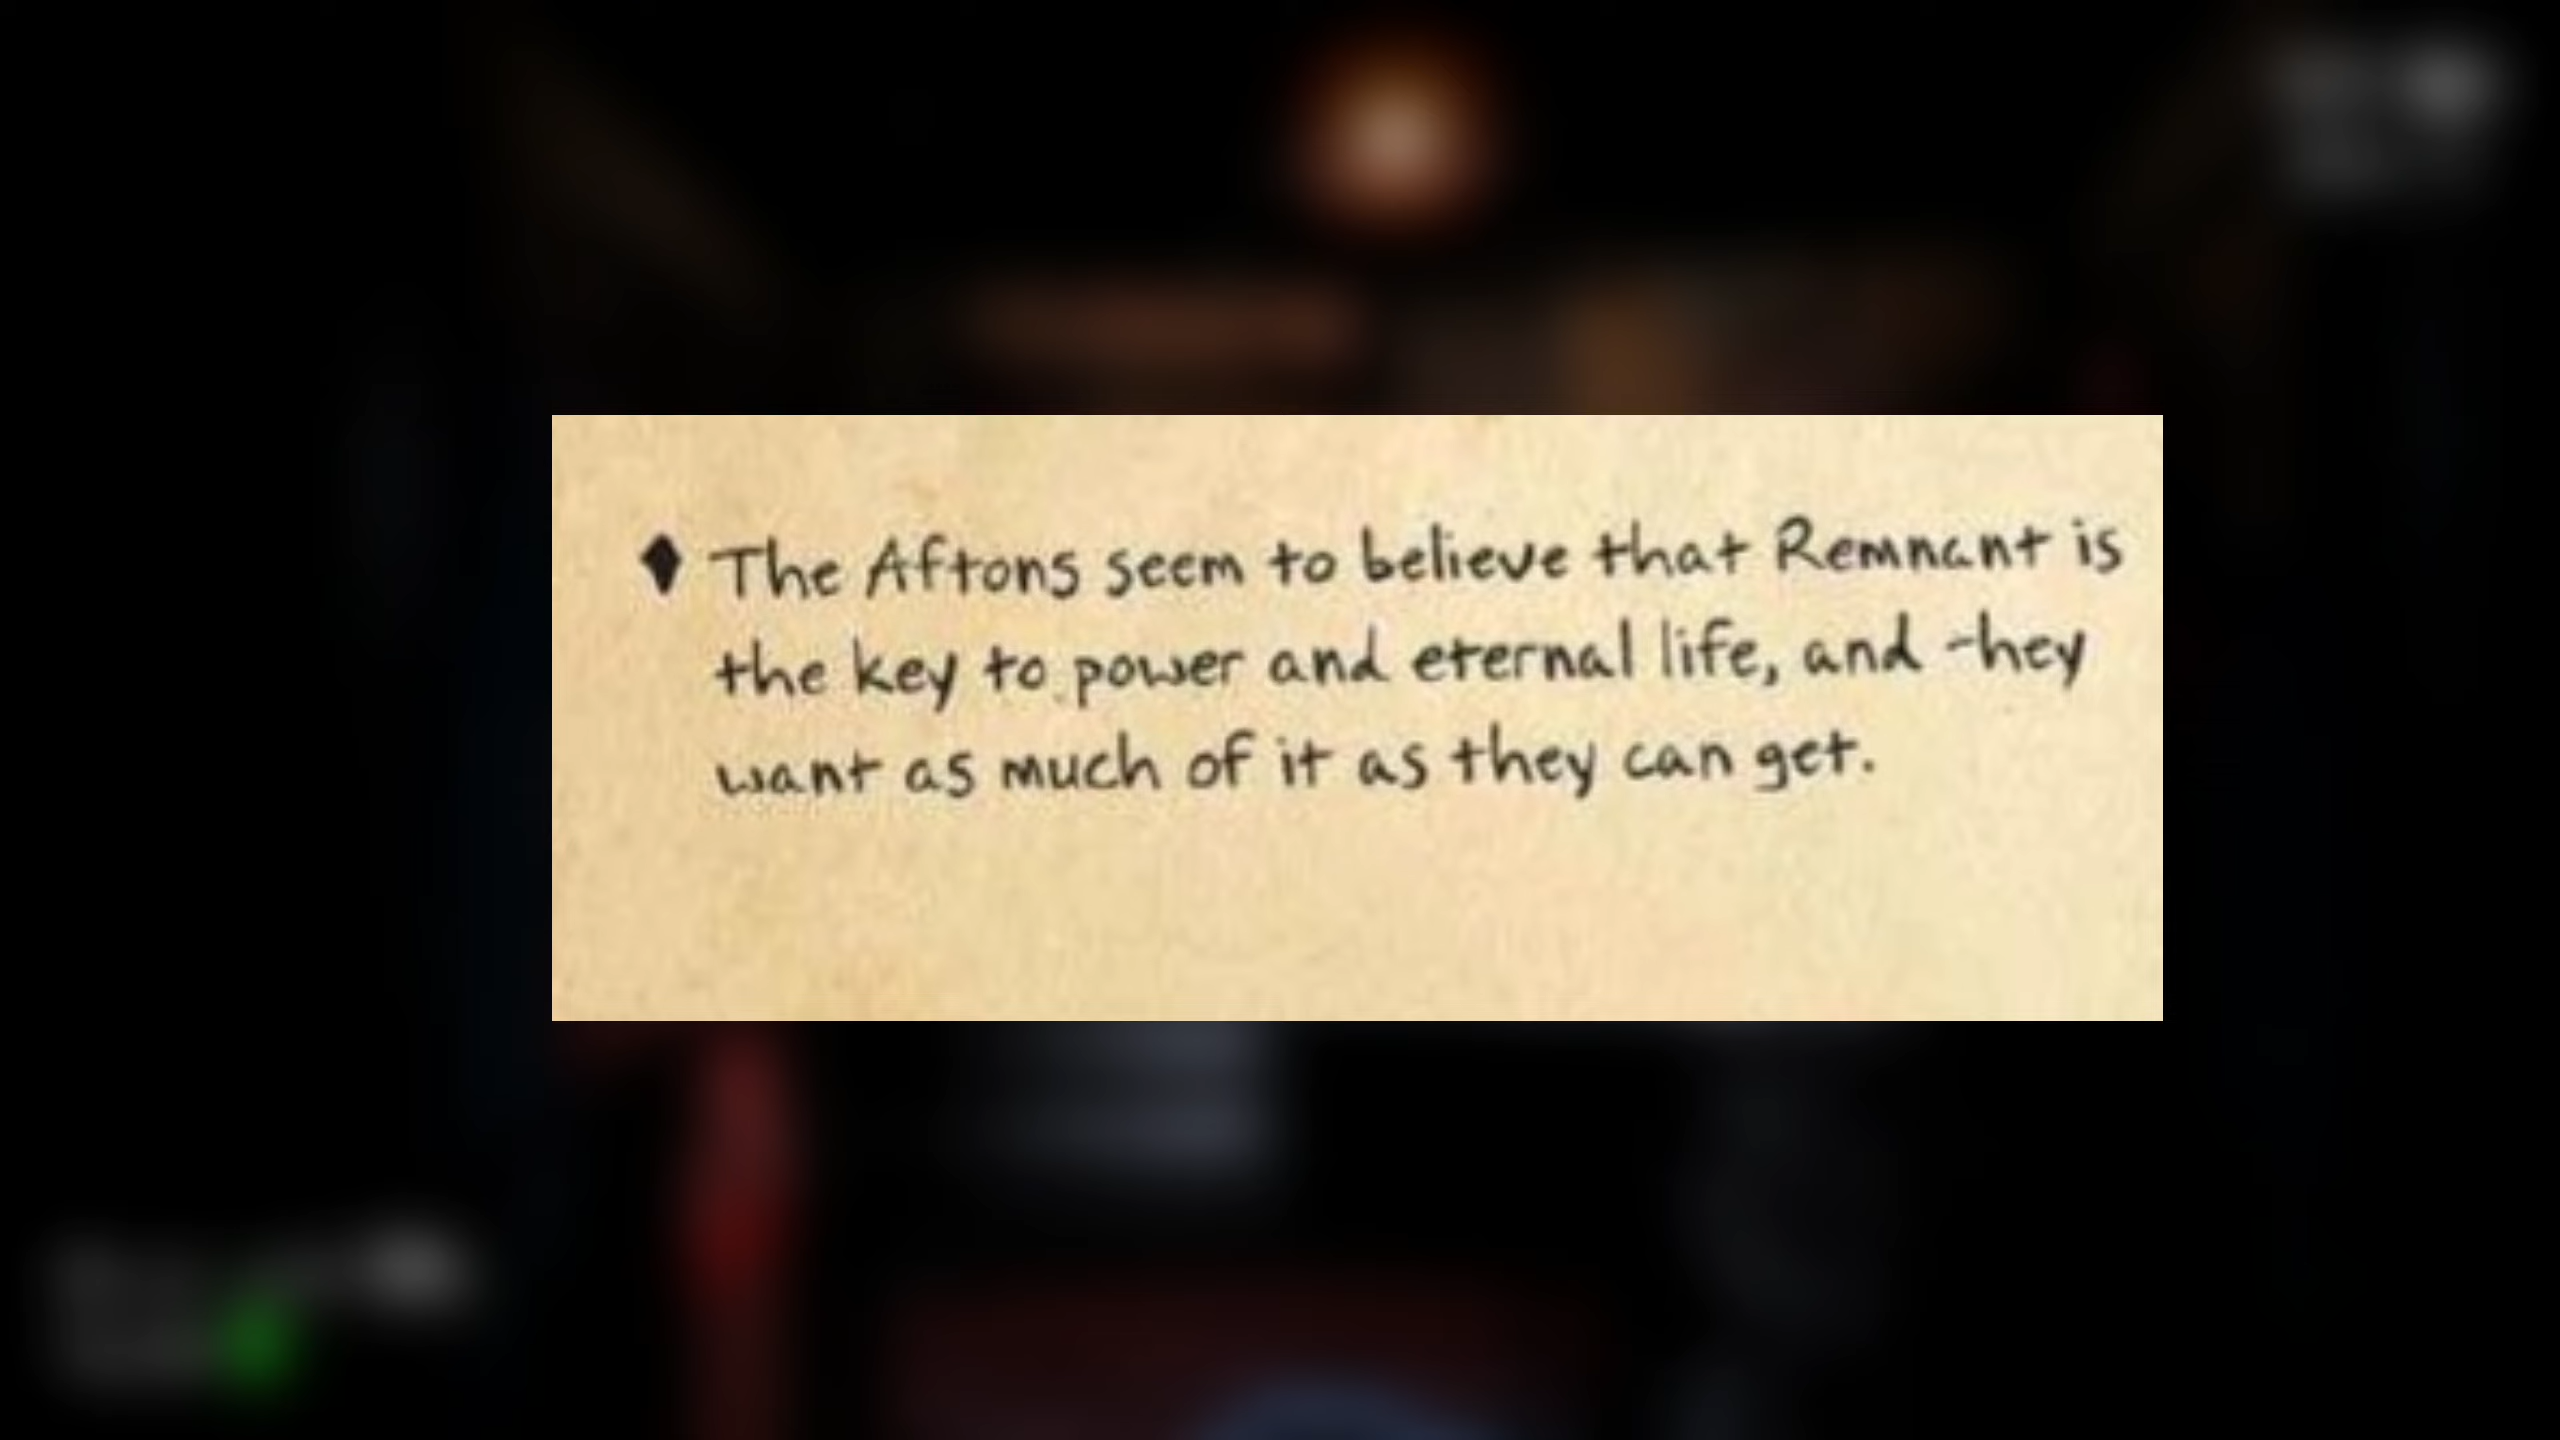 ♦ The Aftons seem to believe that Remnant is
the key to power and eternal life, and they
want as much of it as they can get.